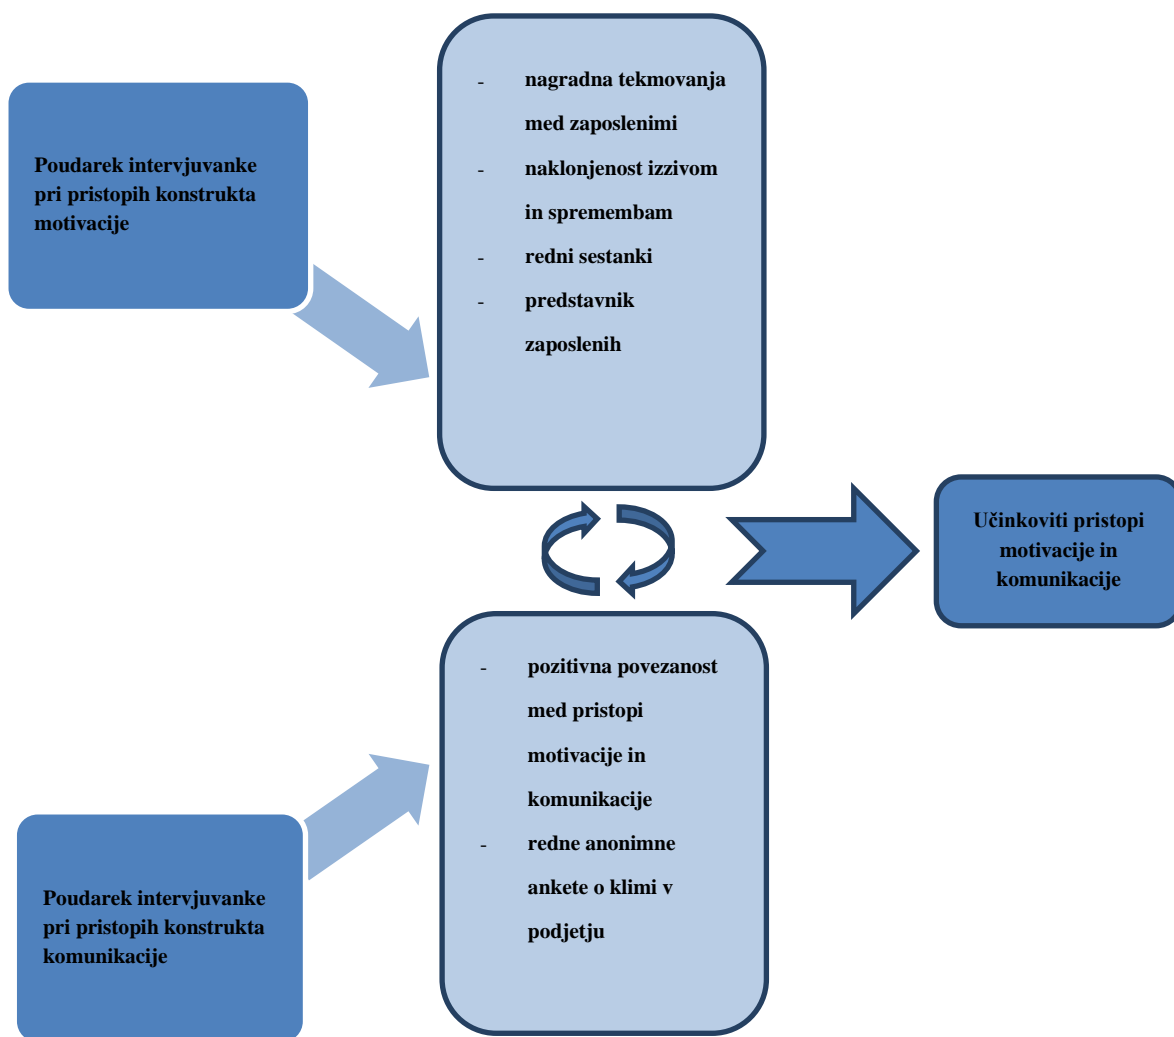 Poudarek intervjuvanke
pri pristopih konstrukta
motivacije
- nagradna tekmovanja
med zaposlenimi
- naklonjenost izzivom
in spremembam
- redni sestanki
- predstavnik
zaposlenih
Učinkoviti pristopi
motivacije in
komunikacije
- pozitivna povezanost
med pristopi
motivacije in
komunikacije
- redne anonimne
ankete o klimi v
podjetju
Poudarek intervjuvanke
pri pristopih konstrukta
komunikacije